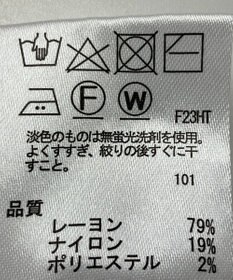 F
W
F23HT
淡色のものは無蛍光洗剤を使用。
よくすすぎ、絞りの後すぐに干
すこと。
101
品質
レーヨン 79%
ナイロン 19%
ポリエステル 2%